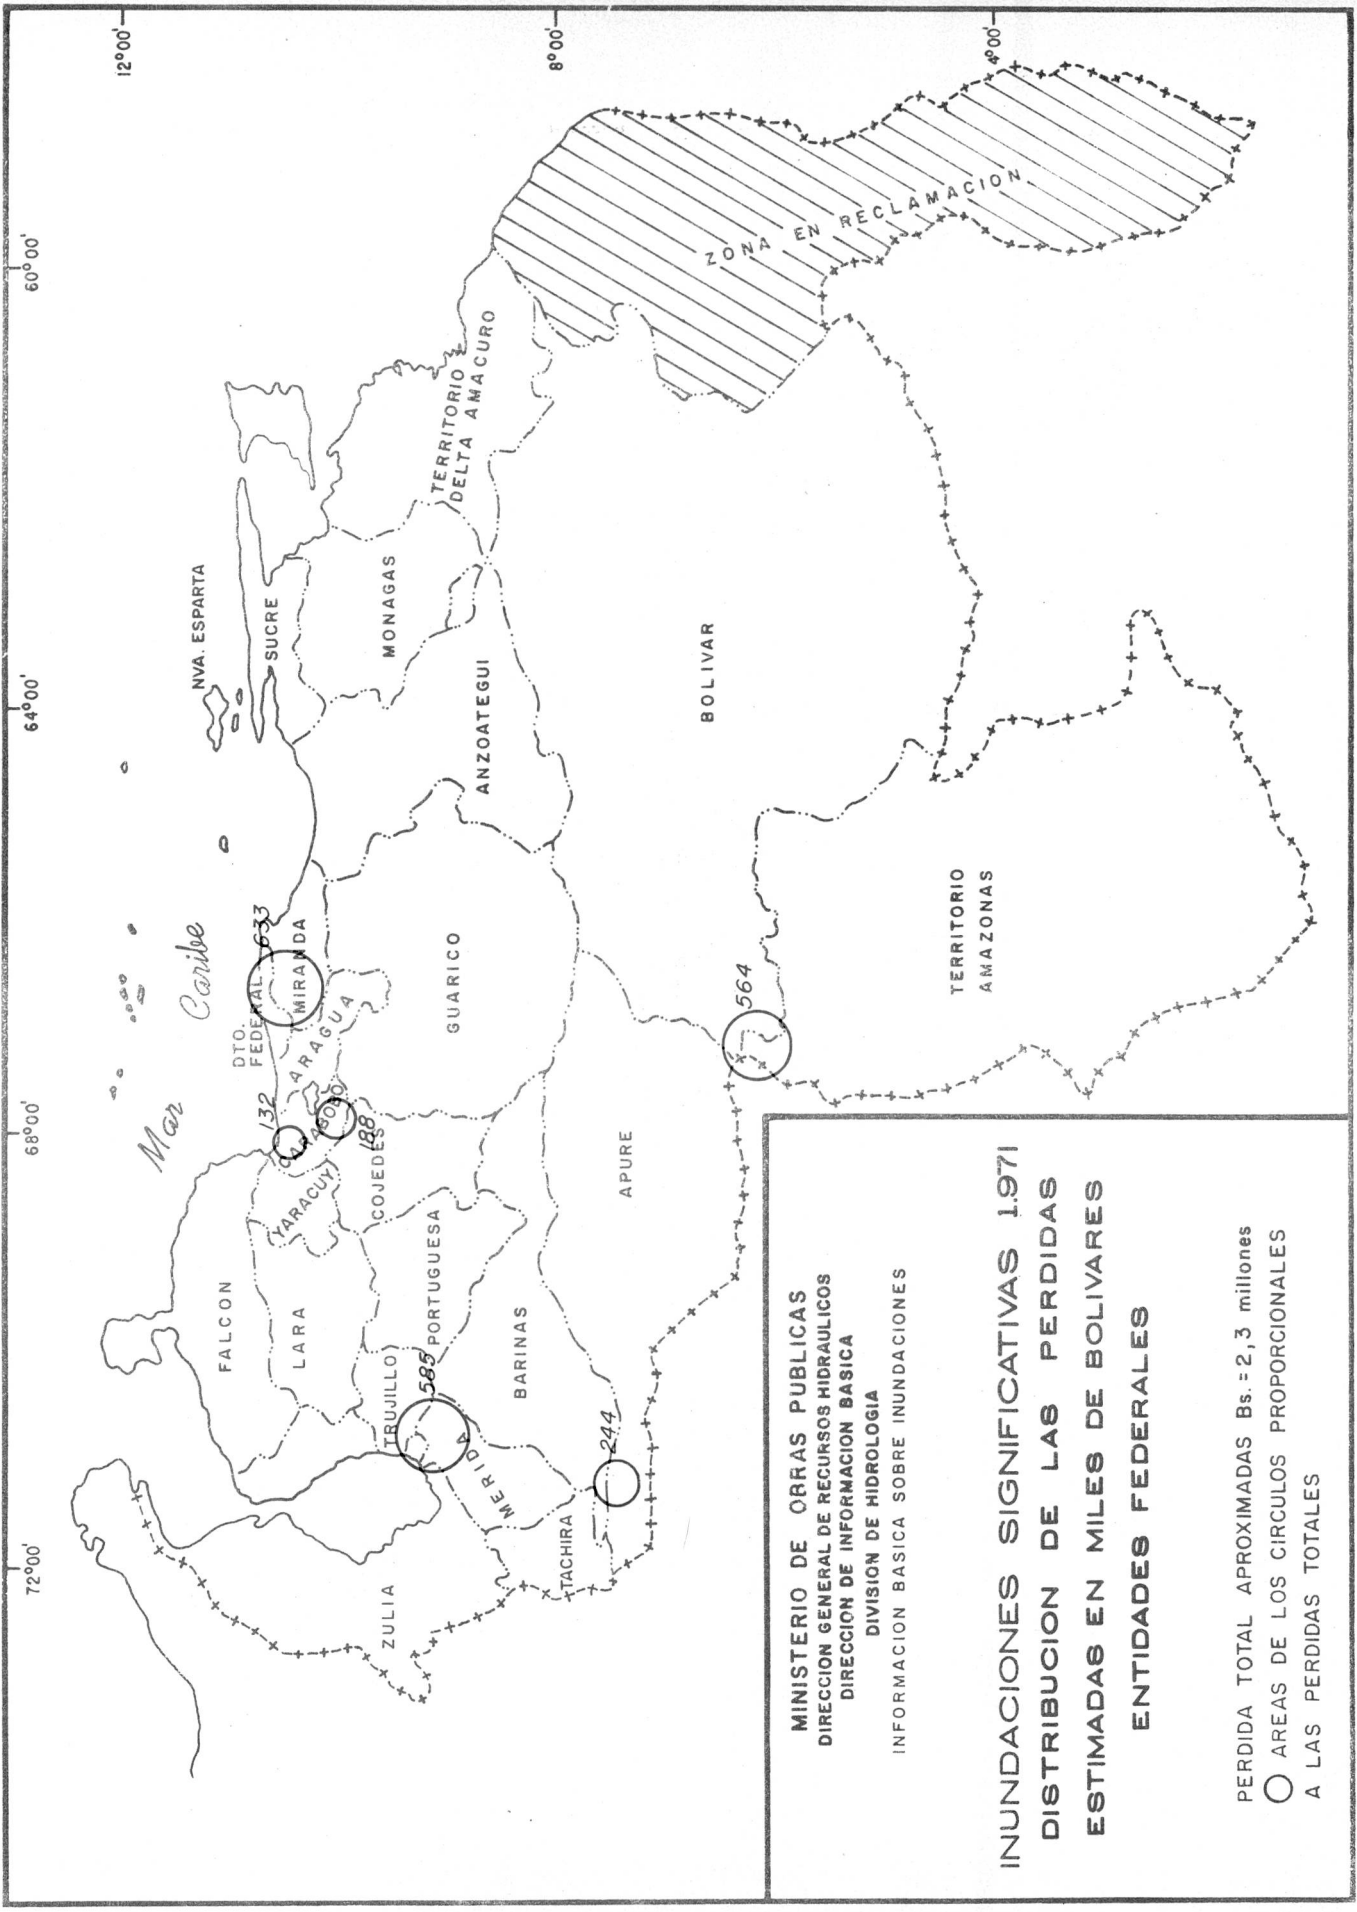 72°00'
68°00'
64°00'
60°00'
12°00'
8°00'
4°00'
Mar Caribe
NVA. ESPARTA
SUCRE
DTO.
FEDERAL
633
MIRANDA
132
CARABOBO
188
ARAGUA
FALCON
LARA
YARACUY
COJEDES
TRUJILLO
585
PORTUGUESA
MERIDA
BARINAS
ZULIA
TACHIRA
244
APURE
GUARICO
ANZOATEGUI
MONAGAS
TERRITORIO
DELTA AMACURO
BOLIVAR
564
TERRITORIO
AMAZONAS
ZONA EN RECLAMACION
MINISTERIO DE OBRAS PUBLICAS
DIRECCION GENERAL DE RECURSOS HIDRAULICOS
DIRECCION DE INFORMACION BASICA
DIVISION DE HIDROLOGIA
INFORMACION BASICA SOBRE INUNDACIONES
INUNDACIONES SIGNIFICATIVAS 1.971
DISTRIBUCION DE LAS PERDIDAS
ESTIMADAS EN MILES DE BOLIVARES
ENTIDADES FEDERALES
PERDIDA TOTAL APROXIMADAS Bs. = 2,3 millones
AREAS DE LOS CIRCULOS PROPORCIONALES
A LAS PERDIDAS TOTALES